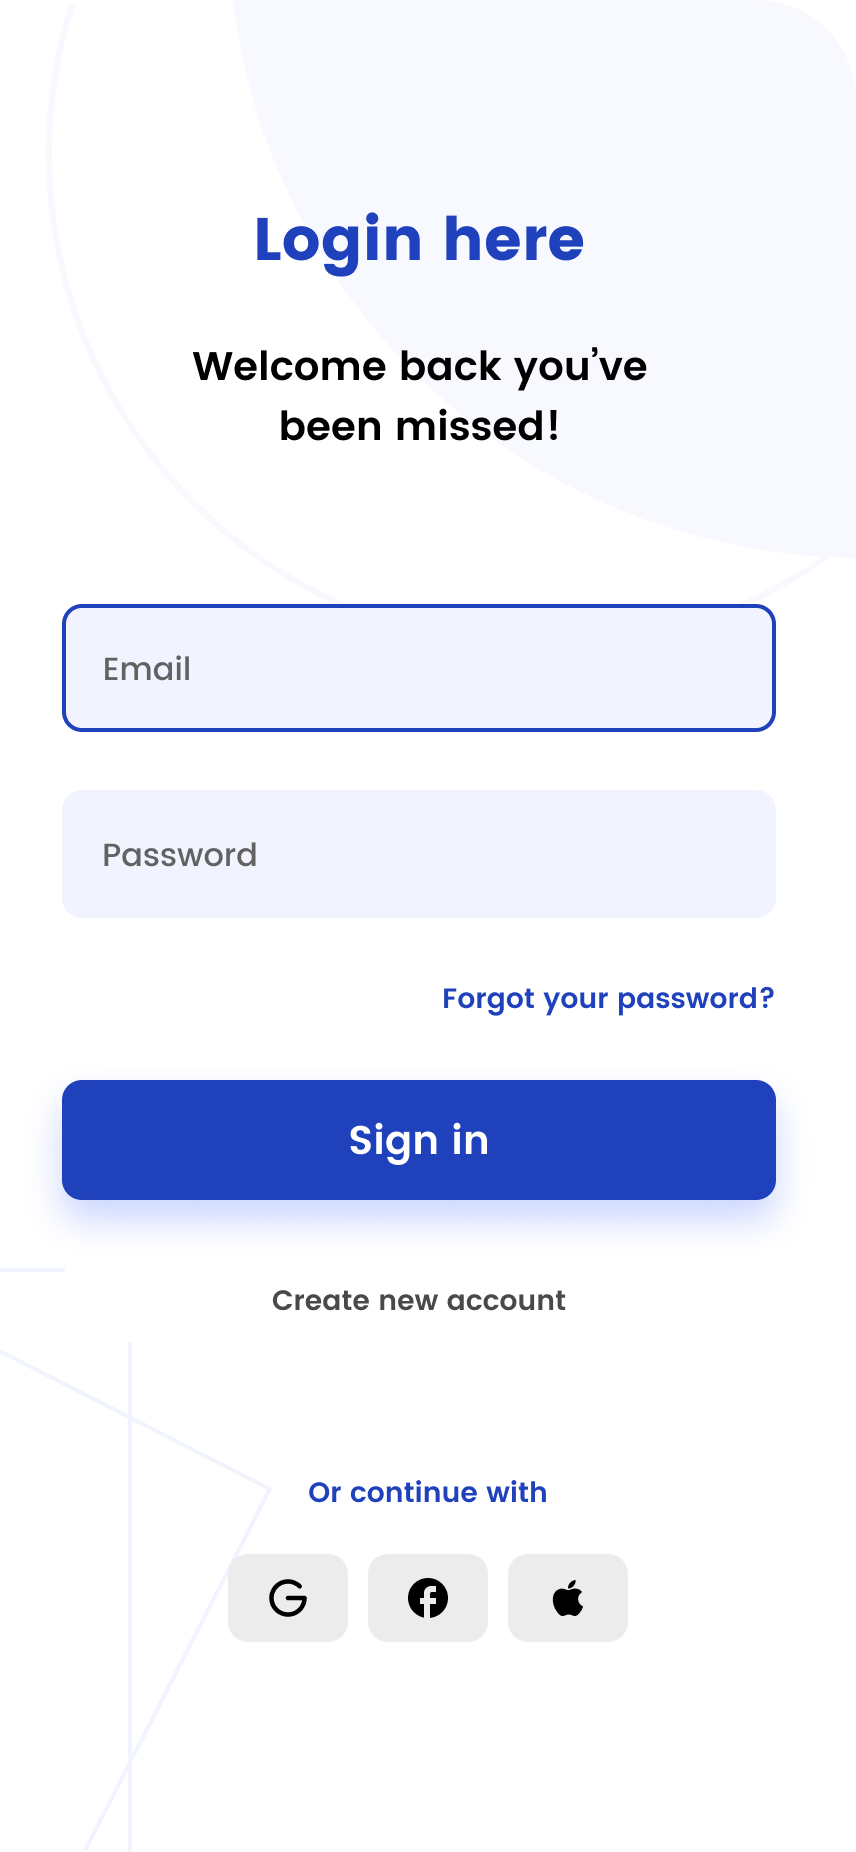 Login here
Welcome back you’ve
been missed!
Email
Password
Forgot your password?
Sign in
Create new account
Or continue with